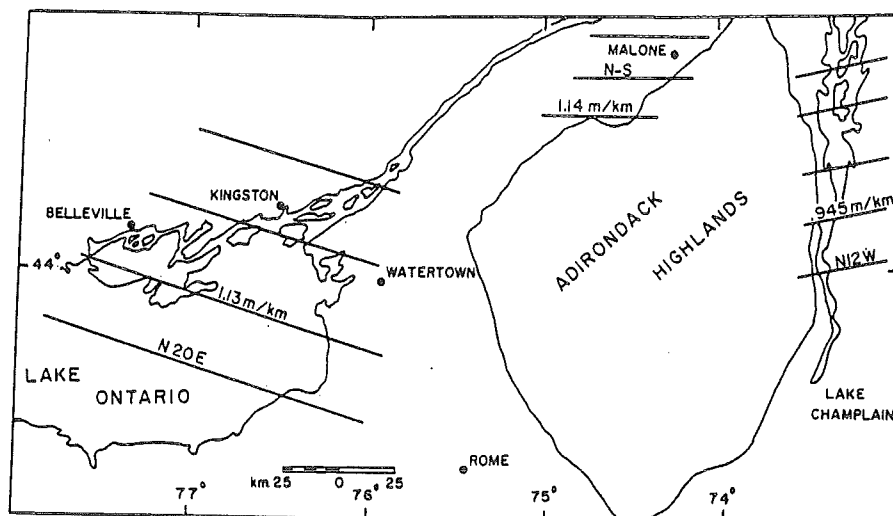 MALONE
N-S
1.14 m/km
KINGSTON
BELLEVILLE
44°
WATERTOWN
1.13 m/km
N 20 E
LAKE
ONTARIO
ADIRONDACK
HIGHLANDS
.945 m/km
N12W
LAKE
CHAMPLAIN
ROME
km 25 0 25
77°
76°
75°
74°